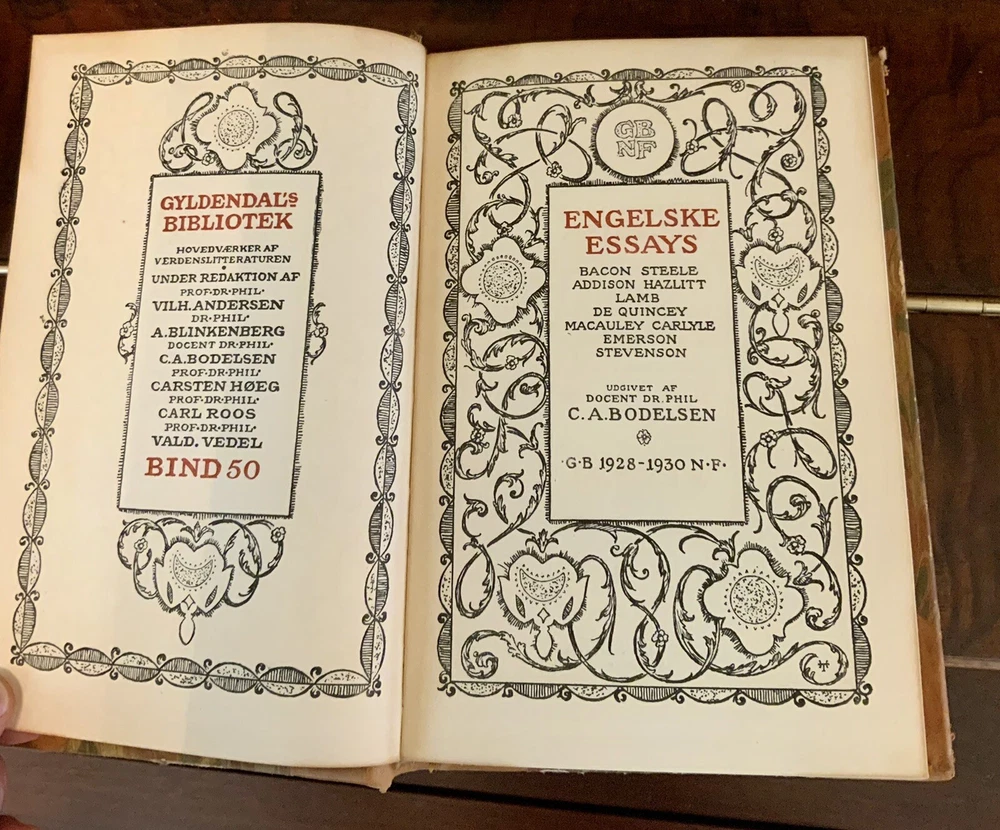 GYLDENDAL'S
BIBLIOTEK
HOVEDVÆRKER AF
VERDENSLITTERATUREN
UNDER REDAKTION AF
PROF·DR·PHIL·
VILH. ANDERSEN
DR·PHIL·
A. BLINKENBERG
DOCENT DR·PHIL·
C. A. BODELSEN
PROF·DR·PHIL·
CARSTEN HØEG
PROF·DR·PHIL·
CARL ROOS
PROF·DR·PHIL·
VALD. VEDEL
BIND 50
GB
NF
ENGELSKE
ESSAYS
BACON STEELE
ADDISON HAZLITT
LAMB
DE QUINCEY
MACAULEY CARLYLE
EMERSON
STEVENSON
UDGIVET AF
DOCENT DR. PHIL
C. A. BODELSEN
·G·B 1928-1930 N·F·